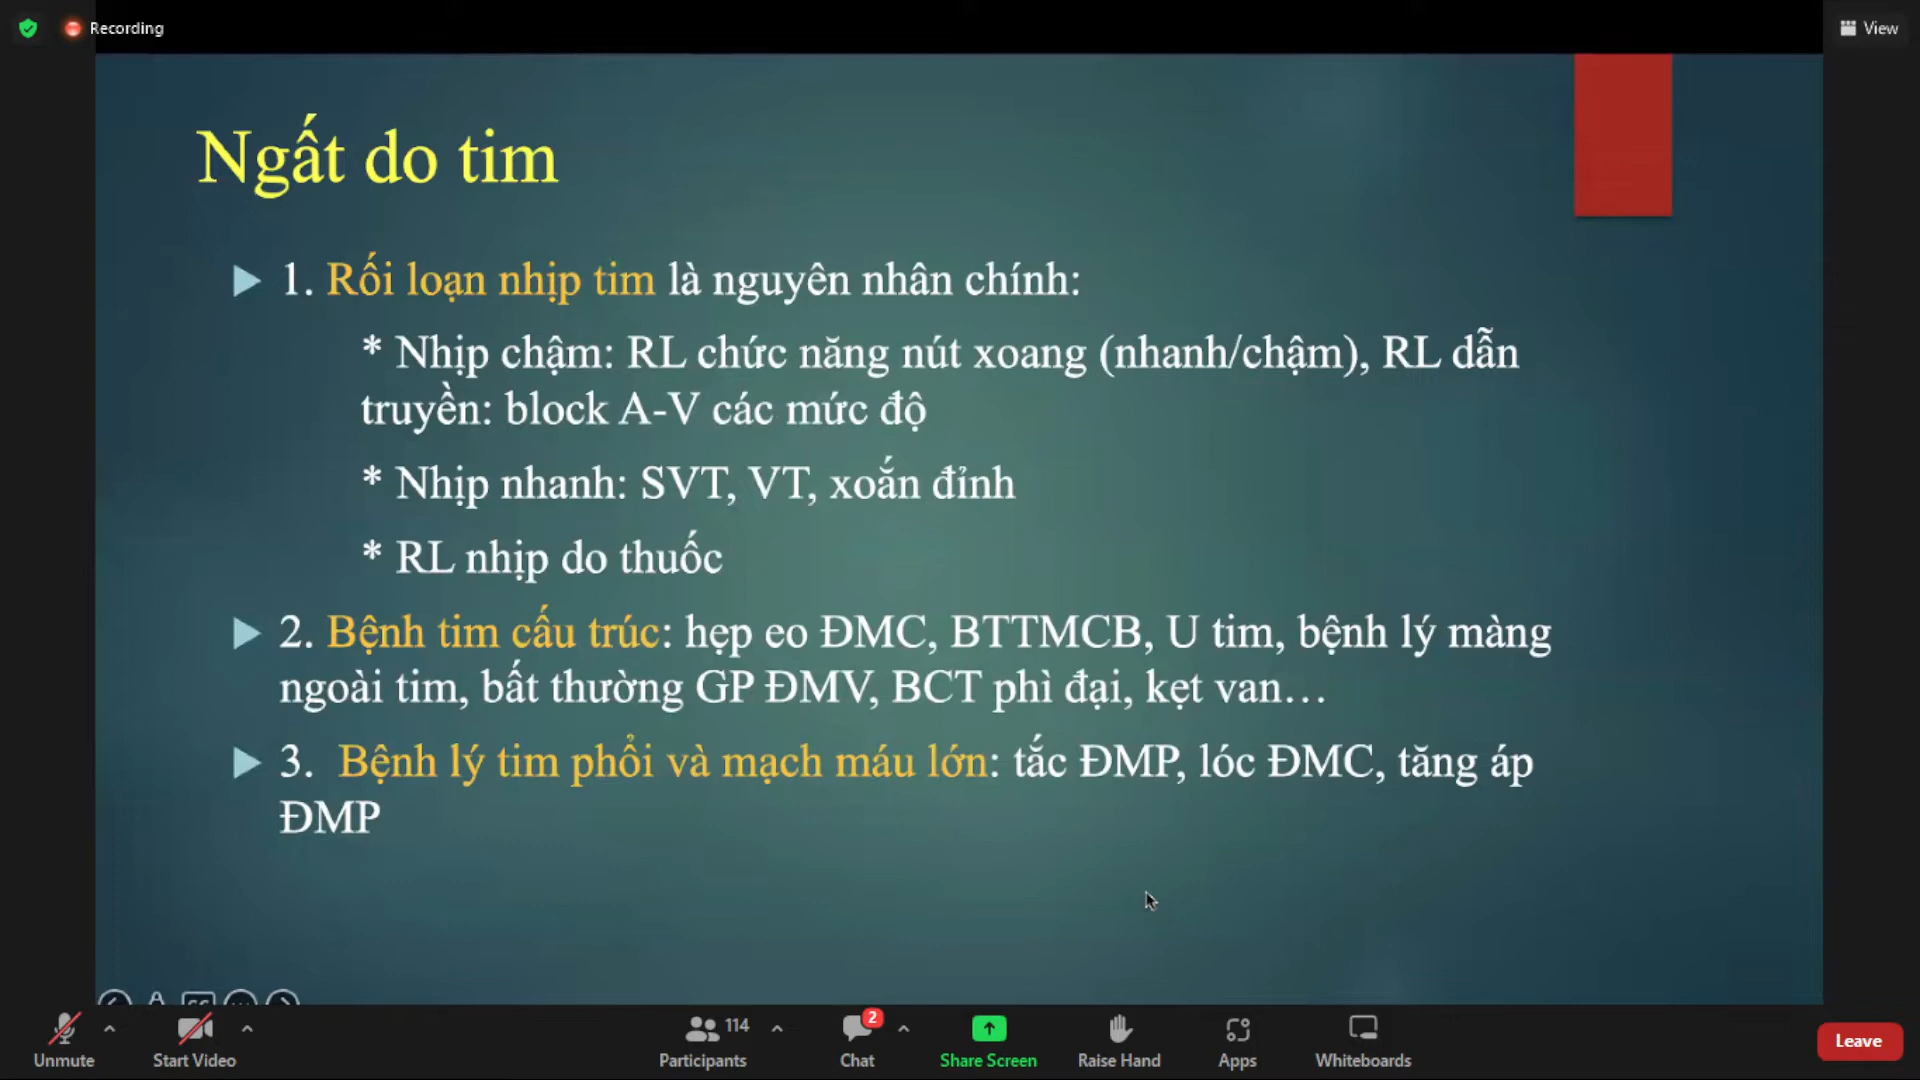 Recording
View
Ngất do tim
1. Rối loạn nhịp tim là nguyên nhân chính:
* Nhịp chậm: RL chức năng nút xoang (nhanh/chậm), RL dẫn
truyền: block A-V các mức độ
* Nhịp nhanh: SVT, VT, xoắn đỉnh
* RL nhịp do thuốc
2. Bệnh tim cấu trúc: hẹp eo ĐMC, BTTMCB, U tim, bệnh lý màng
ngoài tim, bất thường GP ĐMV, BCT phì đại, kẹt van…
3. Bệnh lý tim phổi và mạch máu lớn: tắc ĐMP, lóc ĐMC, tăng áp
ĐMP
114
2
Unmute
Start Video
Participants
Chat
Share Screen
Raise Hand
Apps
Whiteboards
Leave